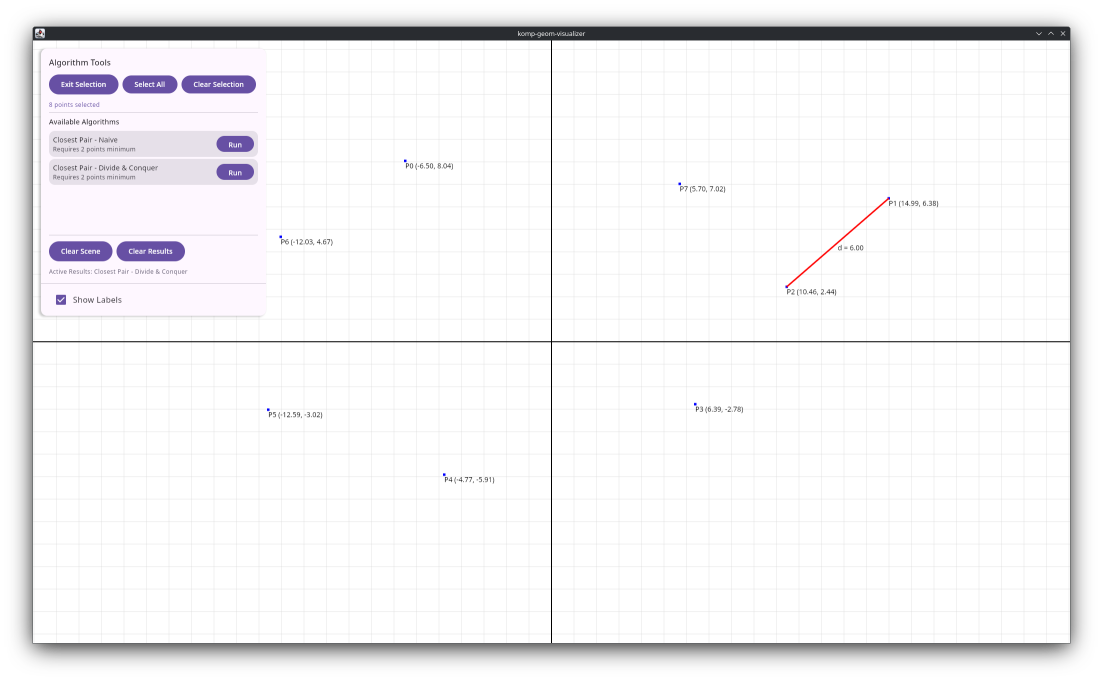 komp-geom-visualizer
Algorithm Tools
Exit Selection Select All Clear Selection
8 points selected
Available Algorithms
Closest Pair - Naive
Requires 2 points minimum
Run
Closest Pair - Divide & Conquer
Requires 2 points minimum
Run
Clear Scene Clear Results
Active Results: Closest Pair - Divide & Conquer
Show Labels
P0 (-6.50, 8.04)
P7 (5.70, 7.02)
P1 (14.99, 6.38)
P6 (-12.03, 4.67)
d = 6.00
P2 (10.46, 2.44)
P3 (6.39, -2.78)
P5 (-12.59, -3.02)
P4 (-4.77, -5.91)